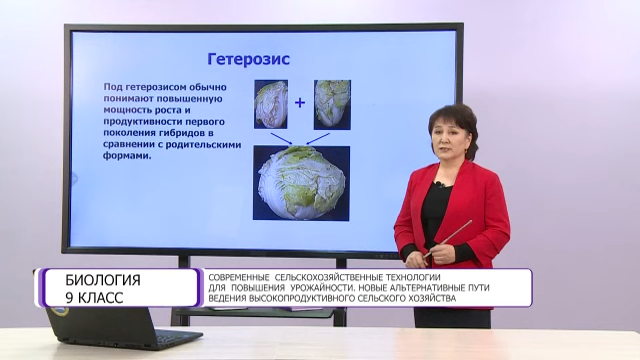 Гетерозис
Под гетерозисом обычно
понимают повышенную
мощность роста и
продуктивности первого
поколения гибридов в
сравнении с родительскими
формами.
+
БИОЛОГИЯ
9 КЛАСС
СОВРЕМЕННЫЕ СЕЛЬСКОХОЗЯЙСТВЕННЫЕ ТЕХНОЛОГИИ
ДЛЯ ПОВЫШЕНИЯ УРОЖАЙНОСТИ. НОВЫЕ АЛЬТЕРНАТИВНЫЕ ПУТИ
ВЕДЕНИЯ ВЫСОКОПРОДУКТИВНОГО СЕЛЬСКОГО ХОЗЯЙСТВА